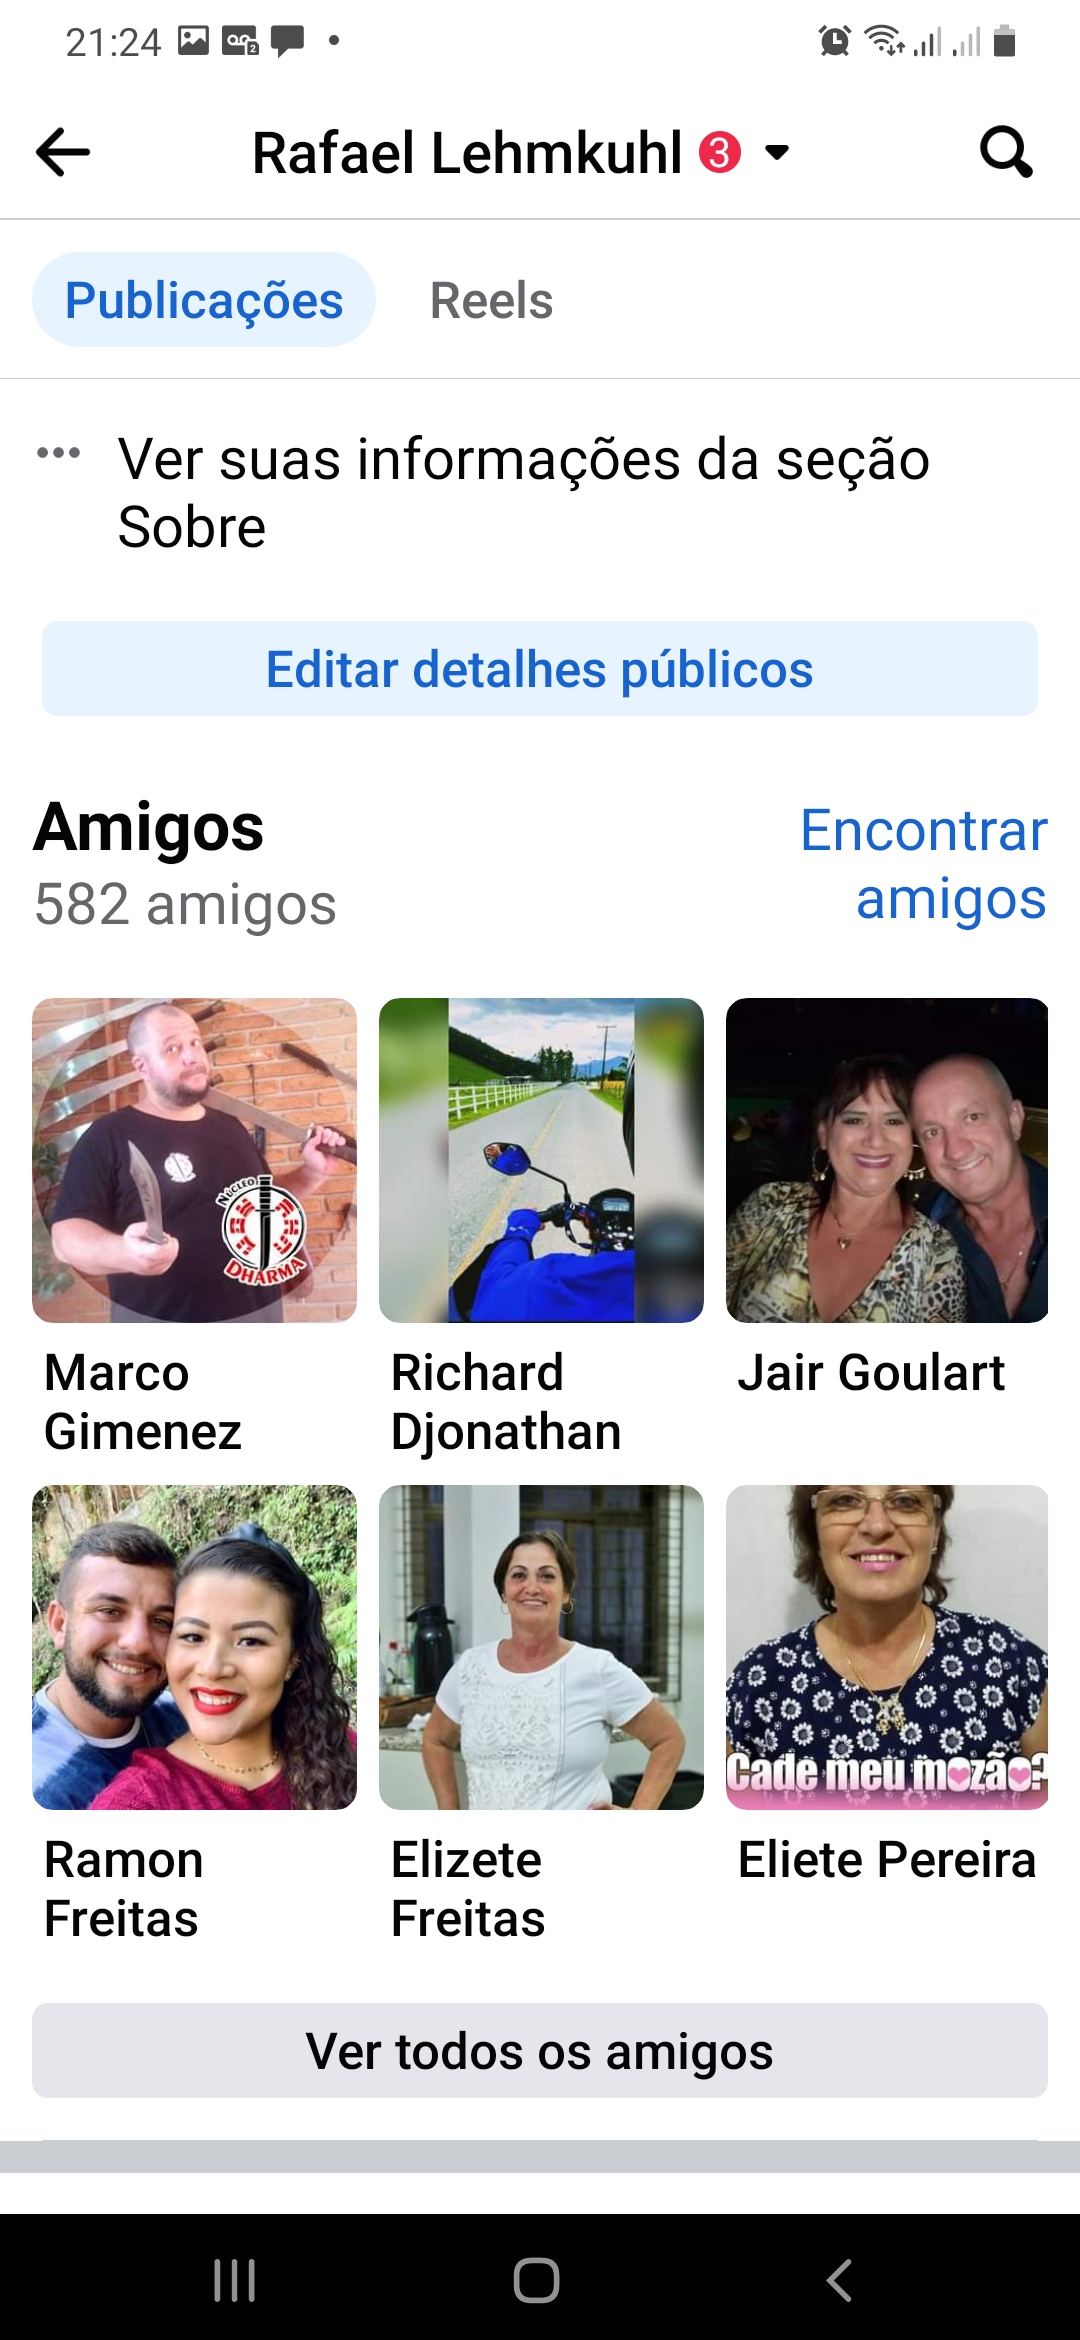 21:24
Rafael Lehmkuhl 3
Publicações Reels
Ver suas informações da seção
Sobre
Editar detalhes públicos
Amigos
582 amigos
Encontrar
amigos
NÚCLEO
DHARMA
Marco
Gimenez
Richard
Djonathan
Jair Goulart
Cade meu mozão?
Ramon
Freitas
Elizete
Freitas
Eliete Pereira
Ver todos os amigos